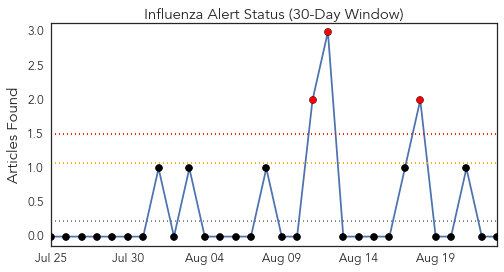 Influenza Alert Status (30-Day Window)
Articles Found
3.0
2.5
2.0
1.5
1.0
0.5
0.0
Jul 25 Jul 30 Aug 04 Aug 09 Aug 14 Aug 19